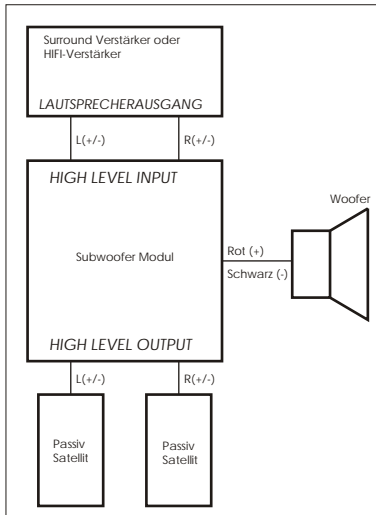 Surround Verstärker oder
HIFI-Verstärker
LAUTSPRECHERAUSGANG
L(+/-)
R(+/-)
HIGH LEVEL INPUT
Woofer
Rot (+)
Subwoofer Modul
Schwarz (-)
HIGH LEVEL OUTPUT
L(+/-)
R(+/-)
Passiv
Satellit
Passiv
Satellit